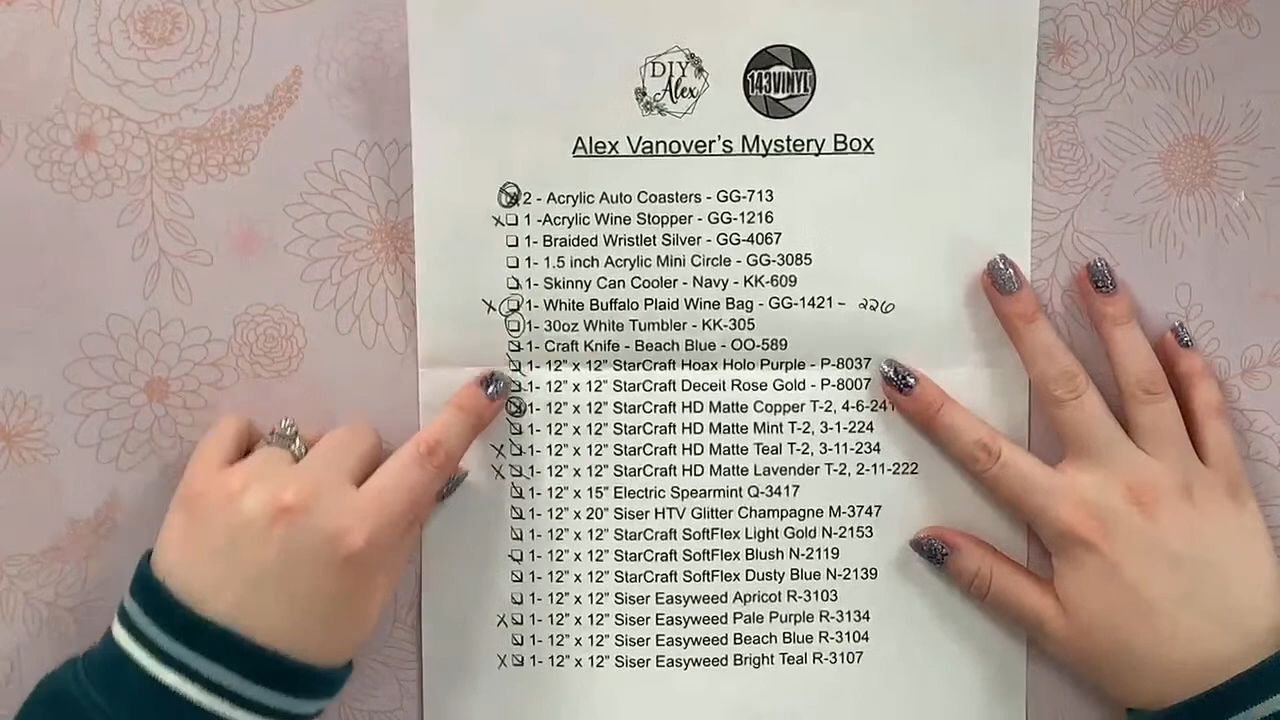 DIY
Alex
143VINYL
Alex Vanover's Mystery Box
2 - Acrylic Auto Coasters - GG-713
X 1 -Acrylic Wine Stopper - GG-1216
1- Braided Wristlet Silver - GG-4067
1- 1.5 inch Acrylic Mini Circle - GG-3085
1- Skinny Can Cooler - Navy - KK-609
X 1- White Buffalo Plaid Wine Bag - GG-1421 - 226
1- 30oz White Tumbler - KK-305
1- Craft Knife - Beach Blue - OO-589
1- 12" x 12" StarCraft Hoax Holo Purple - P-8037
1- 12" x 12" StarCraft Deceit Rose Gold - P-8007
1- 12" x 12" StarCraft HD Matte Copper T-2, 4-6-241
1- 12" x 12" StarCraft HD Matte Mint T-2, 3-1-224
X 1- 12" x 12" StarCraft HD Matte Teal T-2, 3-11-234
X 1- 12" x 12" StarCraft HD Matte Lavender T-2, 2-11-222
1- 12" x 15" Electric Spearmint Q-3417
1- 12" x 20" Siser HTV Glitter Champagne M-3747
1- 12" x 12" StarCraft SoftFlex Light Gold N-2153
1- 12" x 12" StarCraft SoftFlex Blush N-2119
1- 12" x 12" StarCraft SoftFlex Dusty Blue N-2139
1- 12" x 12" Siser Easyweed Apricot R-3103
X 1- 12" x 12" Siser Easyweed Pale Purple R-3134
1- 12" x 12" Siser Easyweed Beach Blue R-3104
X 1- 12" x 12" Siser Easyweed Bright Teal R-3107